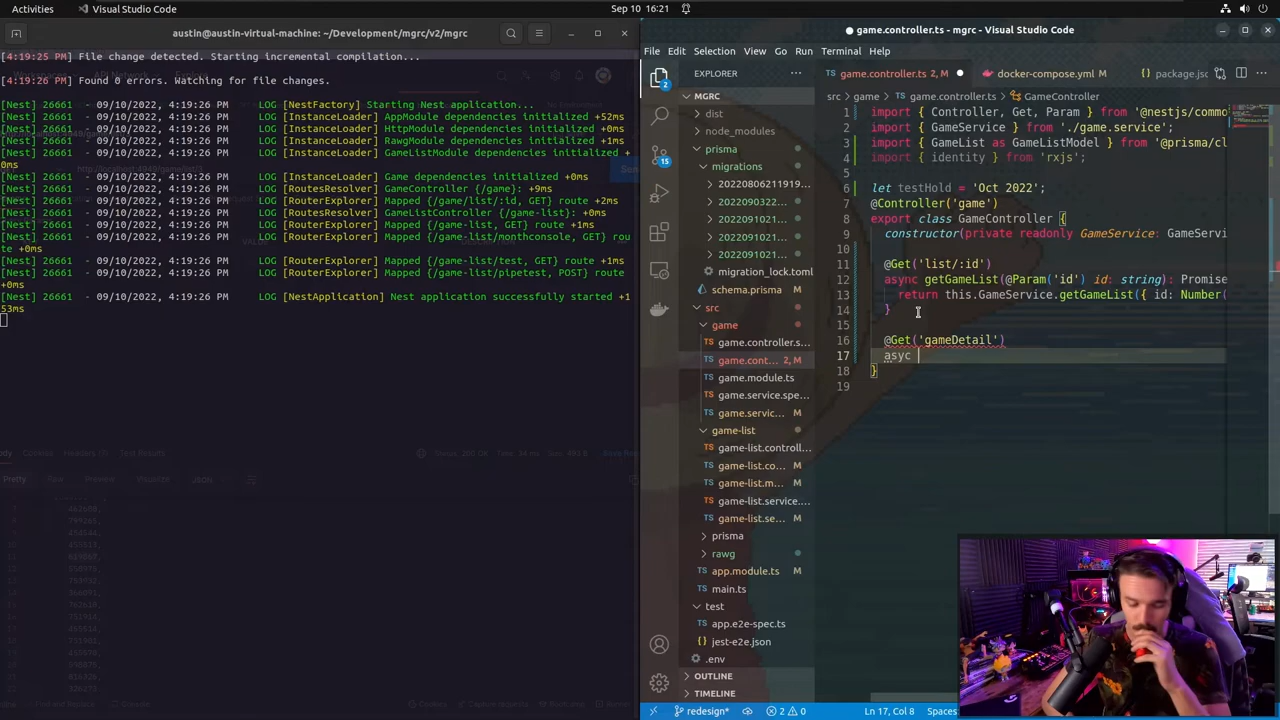 Activities
Visual Studio Code
Sep 10 16:21
austin@austin-virtual-machine: ~/Development/mgrc/v2/mgrc
[4:19:25 PM] File change detected. Starting incremental compilation...
[4:19:26 PM] Found 0 errors. Watching for file changes.
[Nest] 26661  - 09/10/2022, 4:19:26 PM     LOG [NestFactory] Starting Nest application...
[Nest] 26661  - 09/10/2022, 4:19:26 PM     LOG [InstanceLoader] AppModule dependencies initialized +52ms
[Nest] 26661  - 09/10/2022, 4:19:26 PM     LOG [InstanceLoader] HttpModule dependencies initialized +0ms
[Nest] 26661  - 09/10/2022, 4:19:26 PM     LOG [InstanceLoader] RawgModule dependencies initialized +1ms
[Nest] 26661  - 09/10/2022, 4:19:26 PM     LOG [InstanceLoader] GameListModule dependencies initialized +
0ms
[Nest] 26661  - 09/10/2022, 4:19:26 PM     LOG [InstanceLoader] Game dependencies initialized +0ms
[Nest] 26661  - 09/10/2022, 4:19:26 PM     LOG [RoutesResolver] GameController {/game}: +9ms
[Nest] 26661  - 09/10/2022, 4:19:26 PM     LOG [RouterExplorer] Mapped {/game/list/:id, GET} route +2ms
[Nest] 26661  - 09/10/2022, 4:19:26 PM     LOG [RoutesResolver] GameListController {/game-list}: +0ms
[Nest] 26661  - 09/10/2022, 4:19:26 PM     LOG [RouterExplorer] Mapped {/game-list, GET} route +1ms
[Nest] 26661  - 09/10/2022, 4:19:26 PM     LOG [RouterExplorer] Mapped {/game-list/monthconsole, GET} rou
te +0ms
[Nest] 26661  - 09/10/2022, 4:19:26 PM     LOG [RouterExplorer] Mapped {/game-list/test, GET} route +1ms
[Nest] 26661  - 09/10/2022, 4:19:26 PM     LOG [RouterExplorer] Mapped {/game-list/pipetest, POST} route
+0ms
[Nest] 26661  - 09/10/2022, 4:19:26 PM     LOG [NestApplication] Nest application successfully started +1
53ms
Pretty
game.controller.ts - mgrc - Visual Studio Code
File Edit Selection View Go Run Terminal Help
EXPLORER
game.controller.ts 2, M
docker-compose.yml M
package.jsc
src > game > game.controller.ts > GameController
2
15
MGRC
dist
node_modules
prisma
migrations
20220806211919...
2022090322...
2022091021...
2022091021...
2022091021...
migration_lock.toml
schema.prisma
src
game
game.controller.s...
game.cont... 2, M
game.module.ts
game.service.spe...
game.servic... M
game-list
game-list.controll...
game-list.co... M
game-list.m... M
game-list.service....
game-list.se... M
prisma
rawg
app.module.ts
main.ts
test
app.e2e-spec.ts
jest-e2e.json
.env
OUTLINE
TIMELINE
1 import { Controller, Get, Param } from '@nestjs/commo
2 import { GameService } from './game.service';
3 import { GameList as GameListModel } from '@prisma/cl
4 import { identity } from 'rxjs';
5
6 let testHold = 'Oct 2022';
7 @Controller('game')
8 export class GameController {
9 constructor(private readonly GameService: GameServi
10
11 @Get('list/:id')
12 async getGameList(@Param('id') id: string): Promise
13 return this.GameService.getGameList({ id: Number(
14 }
15
16 @Get('gameDetail')
17 asyc
18 }
19
redesign* 2 0 Ln 17, Col 8 Spaces